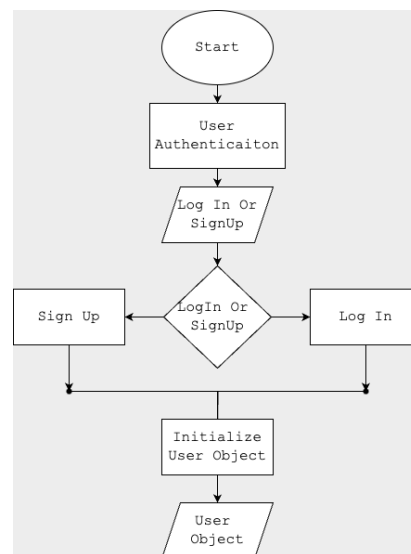 Start
User
Authenticaiton
Log In Or
SignUp
LogIn Or
SignUp
Sign Up
Log In
Initialize
User Object
User
Object